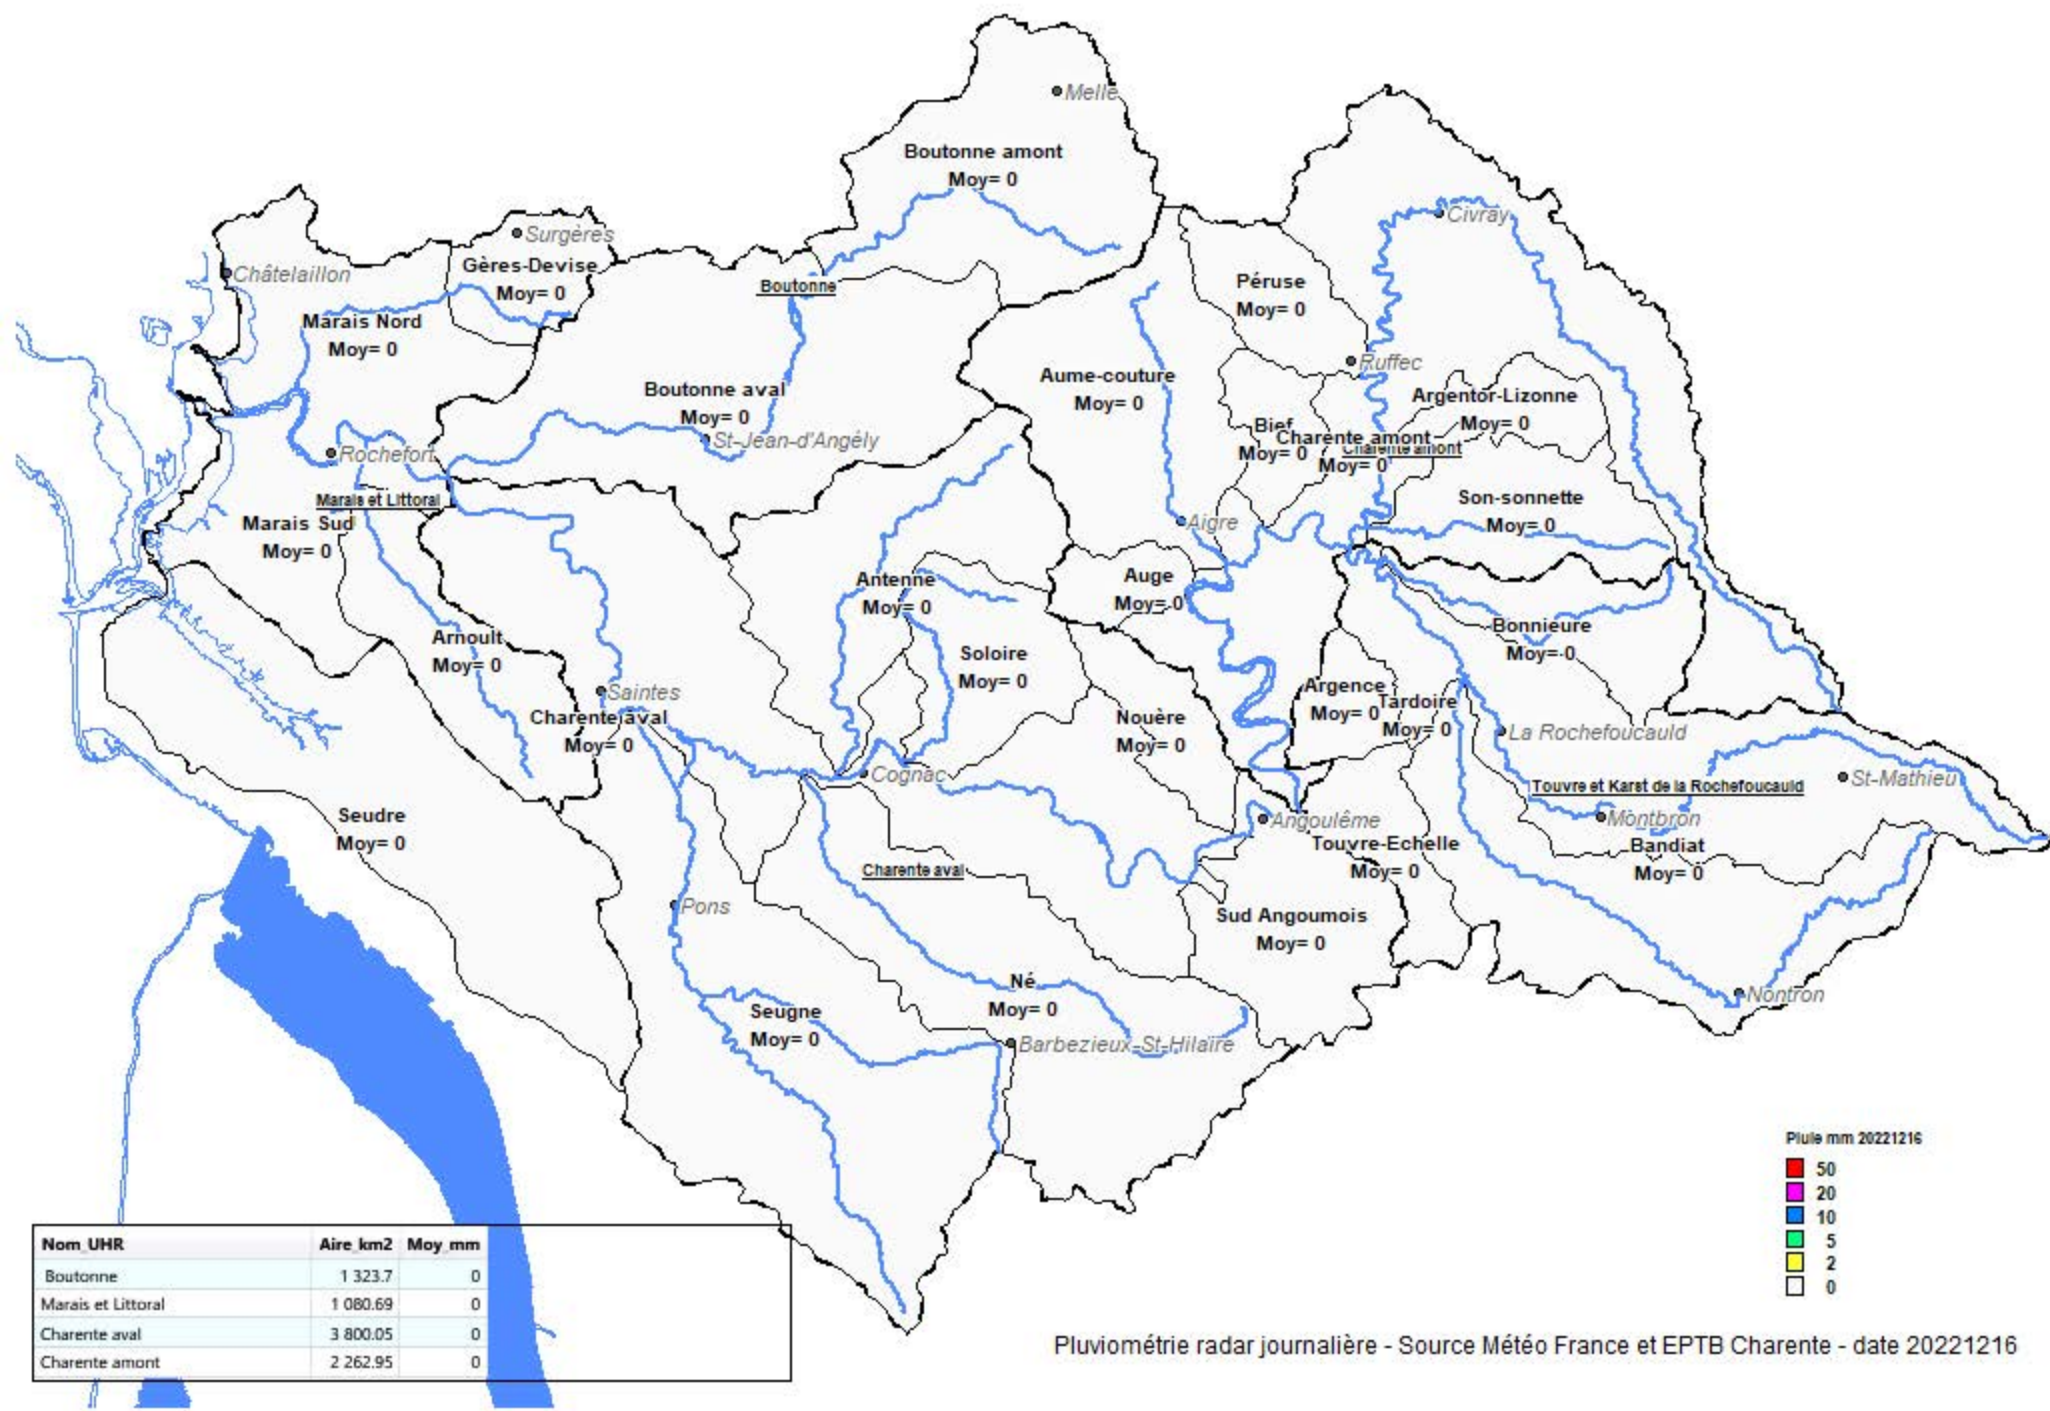 Melle
Boutonne amont
Moy= 0
Civray
Surgères
Châtelaillon
Gères-Devise
Moy= 0
Boutonne
Péruse
Moy= 0
Marais Nord
Moy= 0
Ruffec
Aume-couture
Moy= 0
Boutonne aval
Moy= 0
Argentor-Lizonne
Moy= 0
St-Jean-d'Angély
Bief
Moy= 0
Charente amont
Moy= 0
Charente amont
Rochefort
Marais et Littoral
Son-sonnette
Moy= 0
Marais Sud
Moy= 0
Aigre
Antenne
Moy= 0
Auge
Moy= 0
Bonnieure
Moy= 0
Arnoult
Moy= 0
Soloire
Moy= 0
Saintes
Argence
Moy= 0
Tardoire
Moy= 0
Charente aval
Moy= 0
Nouère
Moy= 0
La Rochefoucauld
Cognac
St-Mathieu
Touvre et Karst de la Rochefoucauld
Seudre
Moy= 0
Angoulême
Montbron
Touvre-Echelle
Moy= 0
Bandiat
Moy= 0
Charente aval
Pons
Sud Angoumois
Moy= 0
Né
Moy= 0
Nontron
Seugne
Moy= 0
Barbezieux-St-Hilaire
Pluie mm 20221216
50
20
10
5
2
0
Nom_UHR Aire_km2 Moy_mm
Boutonne 1 323.7 0
Marais et Littoral 1 080.69 0
Charente aval 3 800.05 0
Charente amont 2 262.95 0
Pluviométrie radar journalière - Source Météo France et EPTB Charente - date 20221216